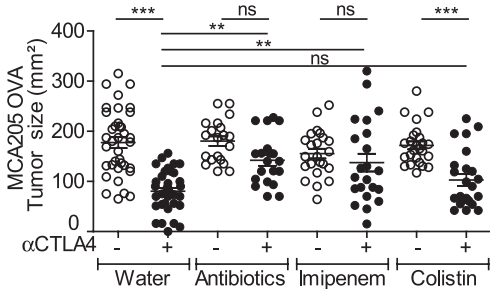 *** ns ns ***
**
**
ns
MCA205 OVA
Tumor size (mm²)
400
300
200
100
0
αCTLA4 - + - + - + - +
Water Antibiotics Imipenem Colistin